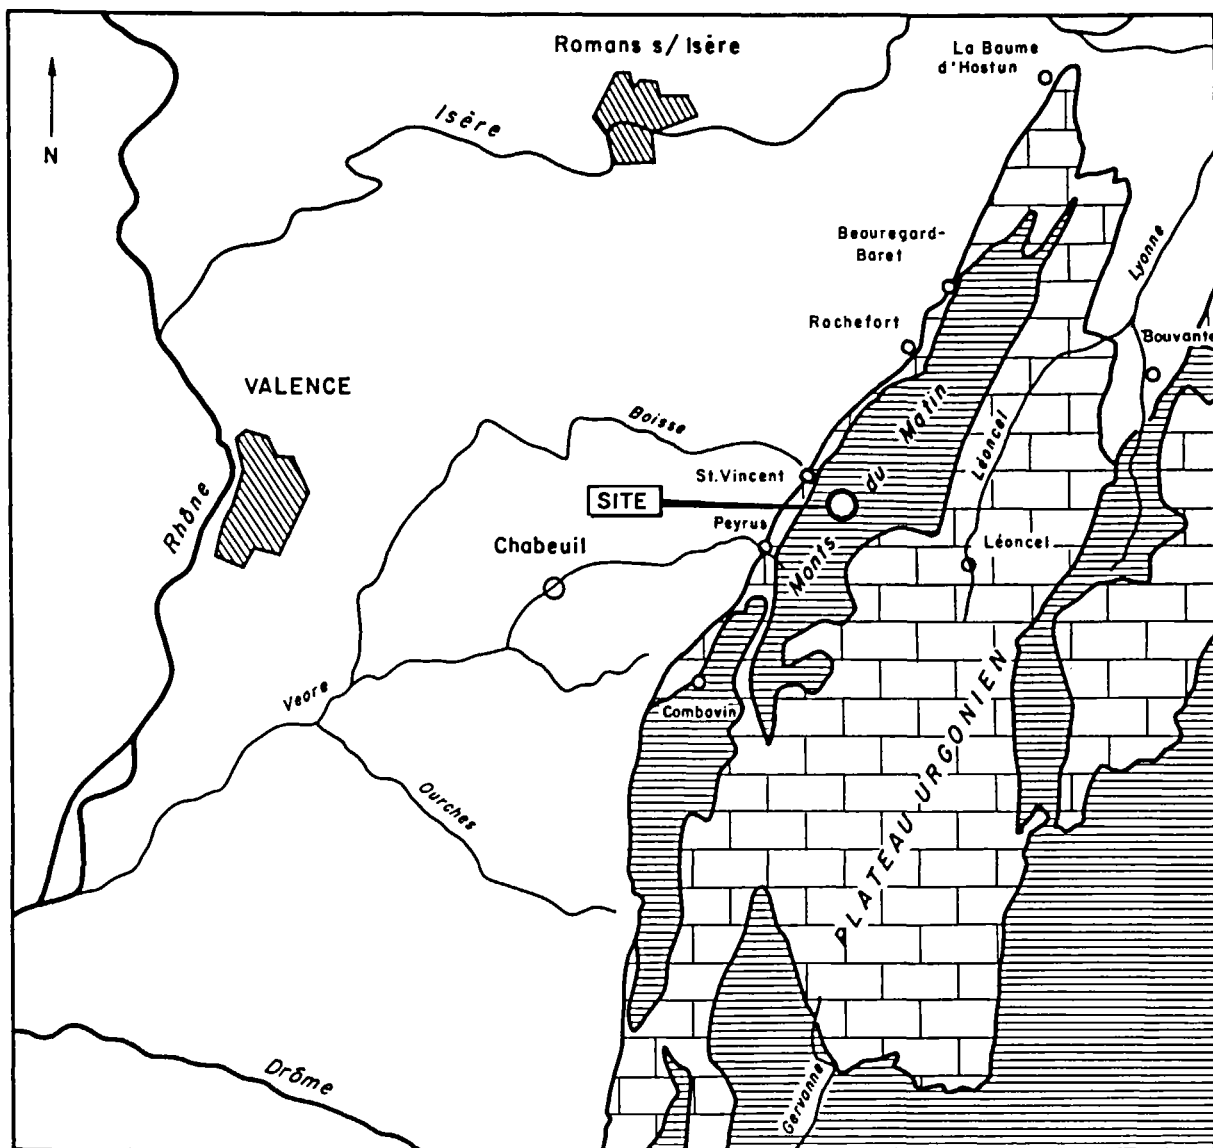 Romans s/ Isère
La Baume
d'Hostun
Isère
N
Beauregard-
Baret
Lyonne
Rochefort
Bouvante
VALENCE
Boisse
Monts du Matin
Léoncel
St. Vincent
SITE
Rhône
Peyrus
Chabeuil
Léoncel
Veore
Combovin
PLATEAU URGONIEN
Ourches
Drôme
Gervanne